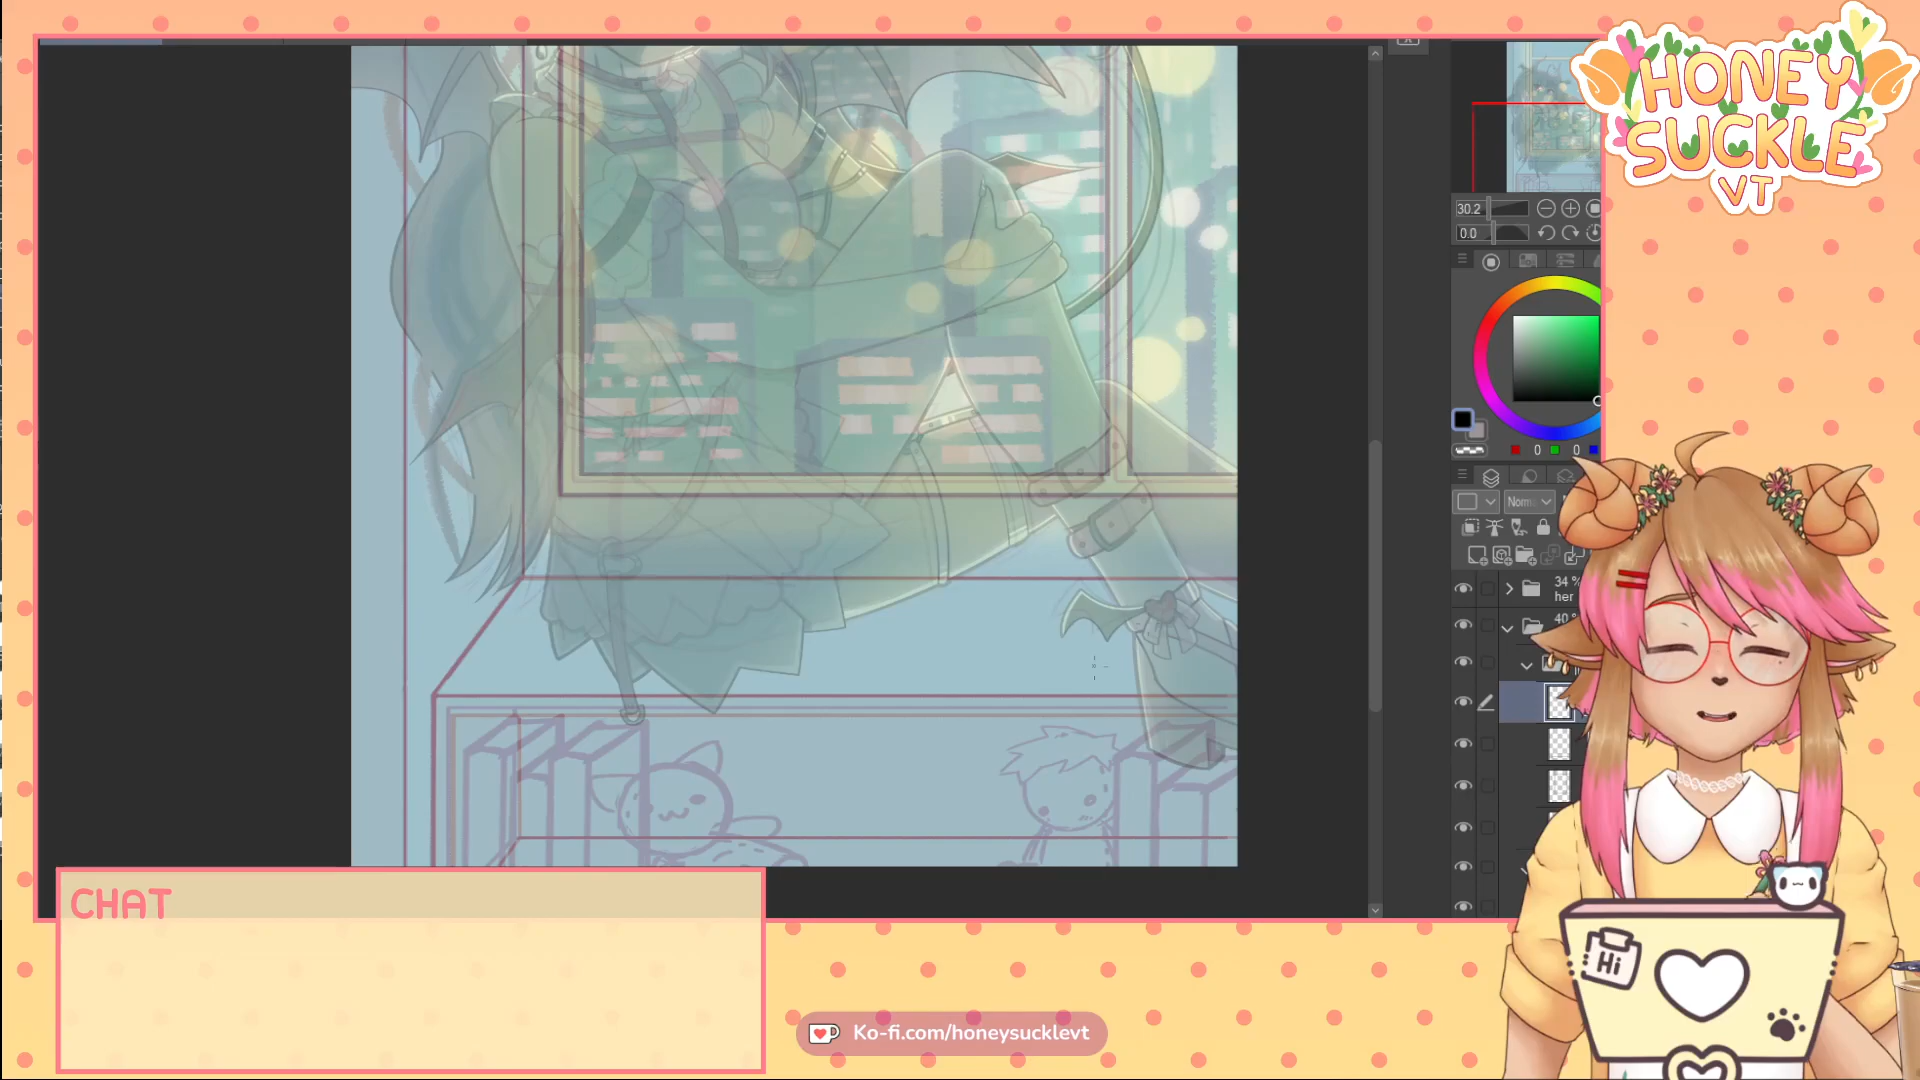 HONEY
SUCKLE
VT
30.2
0.0
0
0
Norm
34 %
her
40 %
Hi
CHAT
Ko-fi.com/honeysucklevt